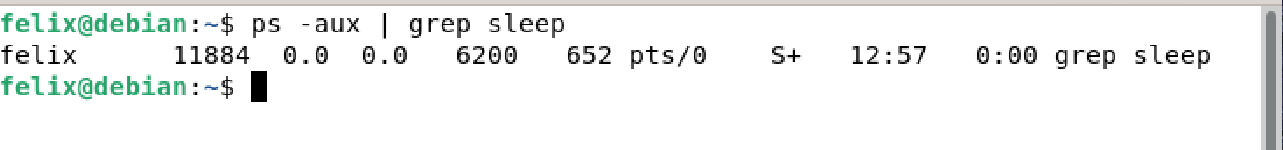 felix@debian:~$ ps -aux | grep sleep
felix      11884  0.0  0.0   6200   652 pts/0    S+   12:57   0:00 grep sleep
felix@debian:~$